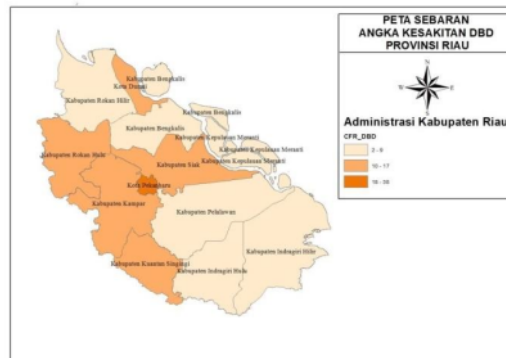 PETA SEBARAN
ANGKA KESAKITAN DBD
PROVINSI RIAU
N
W
E
S
Administrasi Kabupaten Riau
CFR_DBD
2 - 9
10 - 17
18 - 39
Kabupaten Bengkalis
Kota Dumai
Kabupaten Rokan Hilir
Kabupaten Bengkalis
Kabupaten Bengkalis
Kabupaten Kepulauan Meranti
Kabupaten Kepulauan Meranti
Kabupaten Rokan Hulu
Kabupaten Siak
Kabupaten Kepulauan Meranti
Kota Pekanbaru
Kabupaten Kampar
Kabupaten Pelalawan
Kabupaten Indragiri Hilir
Kabupaten Kuantan Singingi
Kabupaten Indragiri Hulu